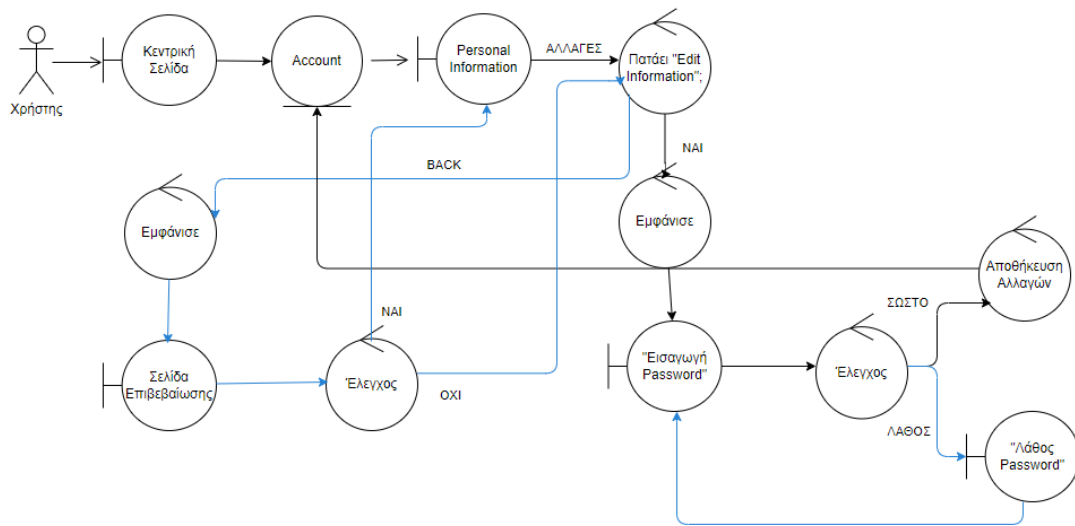 Χρήστης
Κεντρική
Σελίδα
Account
Personal
Information
ΑΛΛΑΓΕΣ
Πατάει "Edit
Information";
BACK
ΝΑΙ
Εμφάνισε
Εμφάνισε
Αποθήκευση
Αλλαγών
ΣΩΣΤΟ
ΝΑΙ
Σελίδα
Επιβεβαίωσης
Έλεγχος
ΟΧΙ
"Εισαγωγή
Password"
Έλεγχος
ΛΑΘΟΣ
"Λάθος
Password"